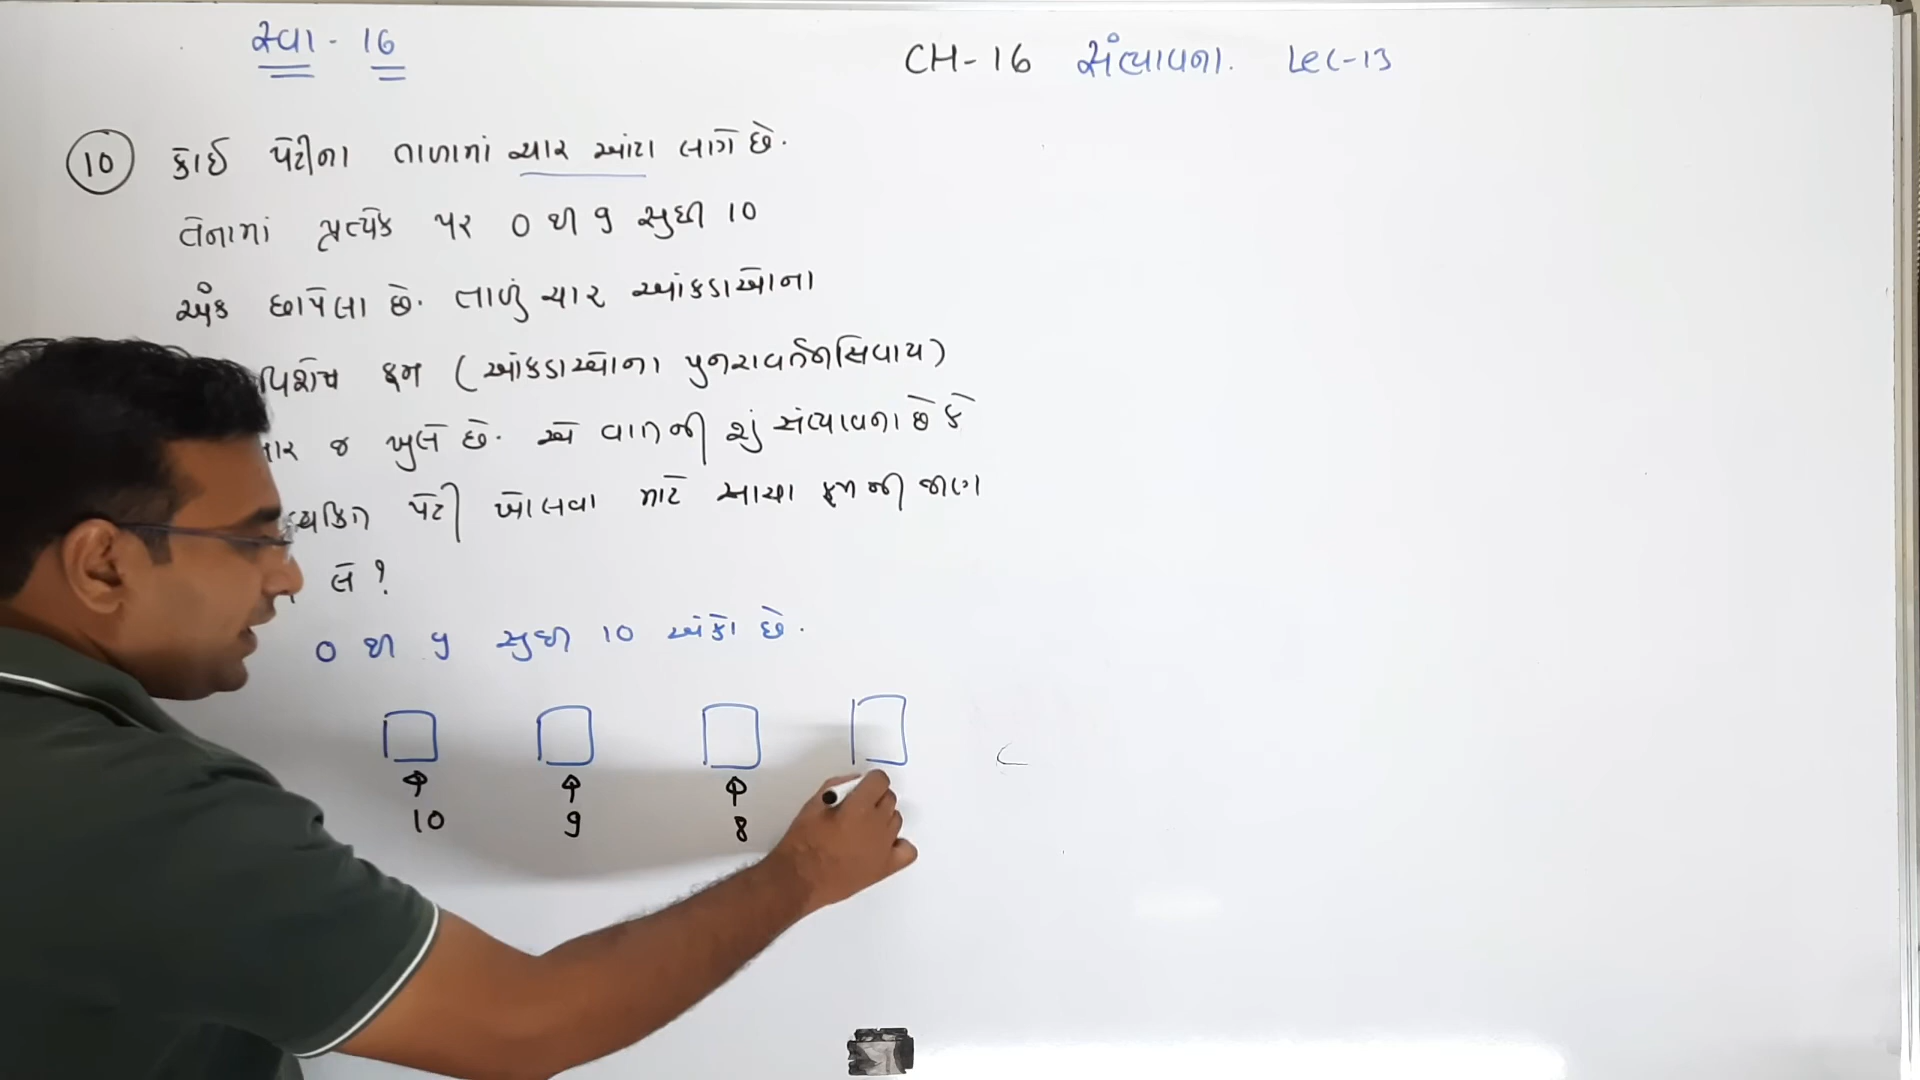 સ્વા - 16
CH-16 સંભાવના. Lec-13
10 કોઈ પેટીના તાળામાં ચાર આંટા લાગે છે.
તેનામાં પ્રત્યેક પર 0 થી 9 સુધી 10
અંક છાપેલા છે. તાળું ચાર આંકડાઓના
વિશેષ ક્રમ (આંકડાઓના પુનરાવર્તન સિવાય)
જ ખુલે છે. એ વાતની શું સંભાવના છે કે
વ્યકિત પેટી ખોલવા માટે સાચા ક્રમની જાણ
લે ?
0 થી 9 સુધી 10 અંકો છે.
10 9 8